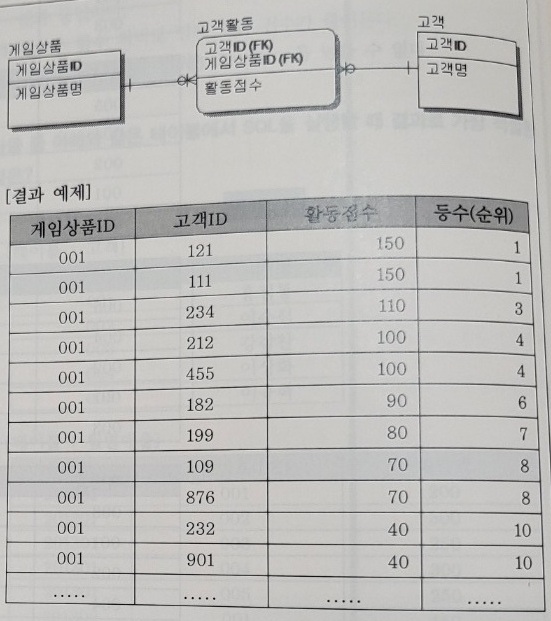 게임상품
게임상품ID
게임상품명
고객활동
고객ID (FK)
게임상품ID (FK)
활동점수
고객
고객ID
고객명
[결과 예제]
게임상품ID 고객ID 활동점수 등수(순위)
001 121 150 1
001 111 150 1
001 234 110 3
001 212 100 4
001 455 100 4
001 182 90 6
001 199 80 7
001 109 70 8
001 876 70 8
001 232 40 10
001 901 40 10
..... ..... ..... .....